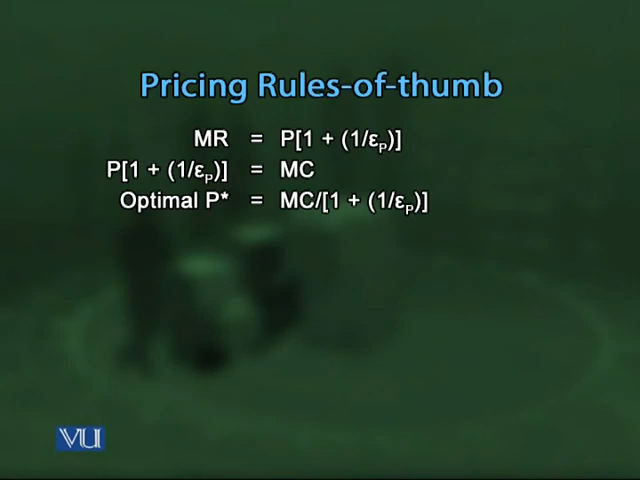 Pricing Rules-of-thumb
MR = P[1 + (1/εP)]
P[1 + (1/εP)] = MC
Optimal P* = MC/[1 + (1/εP)]
VU